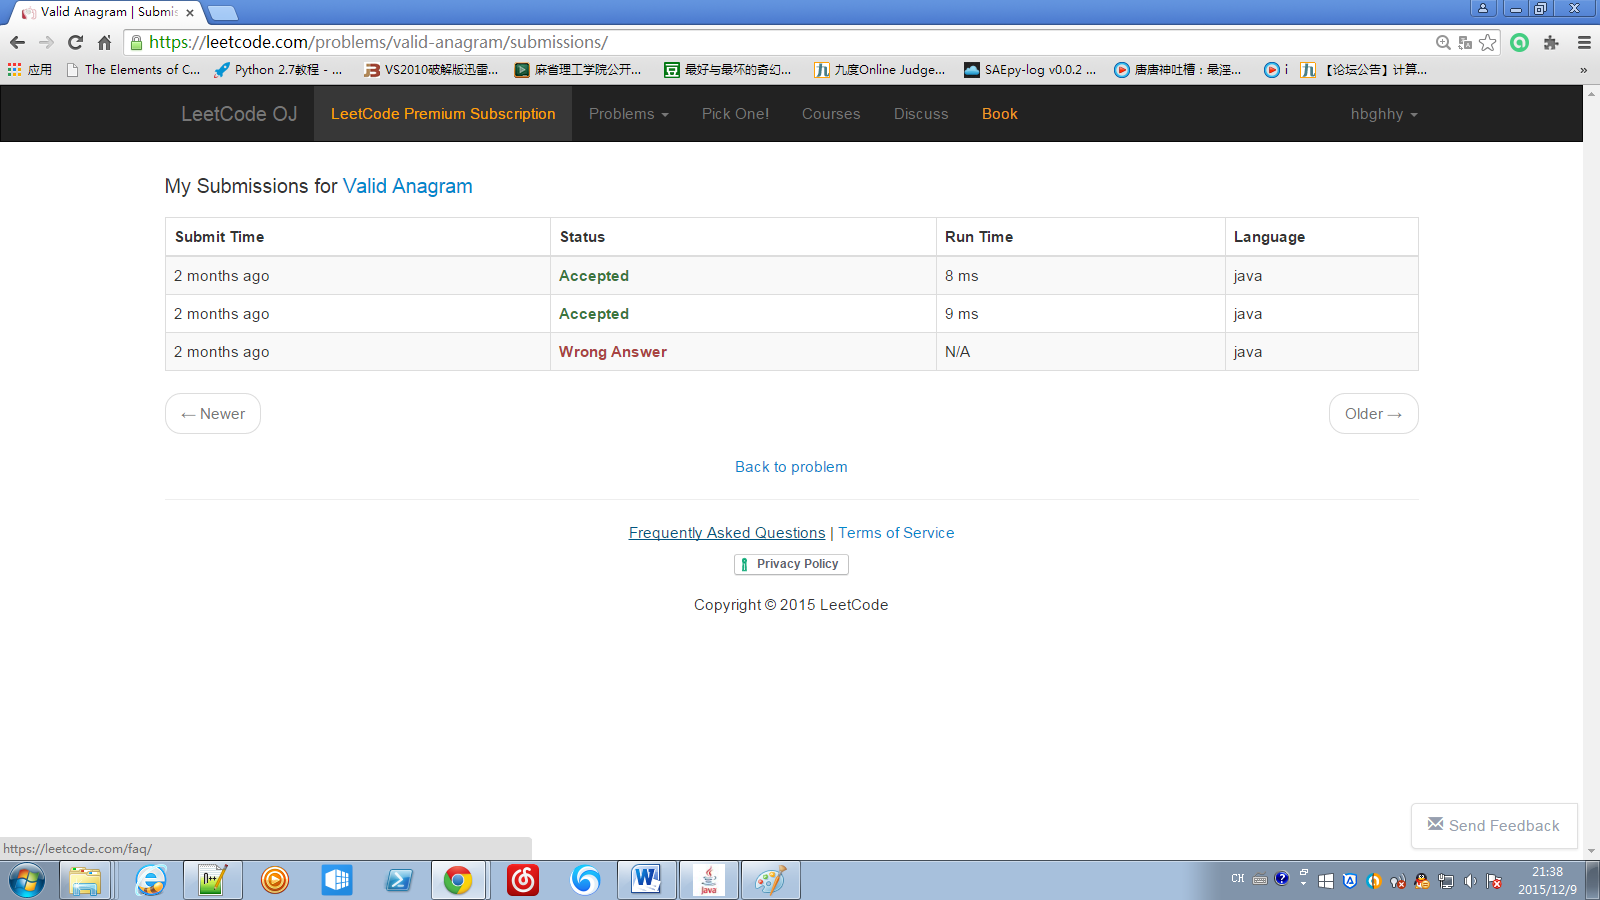 Valid Anagram | Submis
https://leetcode.com/problems/valid-anagram/submissions/
应用 The Elements of C... Python 2.7教程 - ... VS2010破解版迅雷... 麻省理工学院公开... 最好与最坏的奇幻... 九度Online Judge... SAEpy-log v0.0.2 ... 唐唐神吐槽：最淫... i 【论坛公告】计算... »
LeetCode OJ LeetCode Premium Subscription Problems Pick One! Courses Discuss Book hbghhy
My Submissions for Valid Anagram
Submit Time Status Run Time Language
2 months ago Accepted 8 ms java
2 months ago Accepted 9 ms java
2 months ago Wrong Answer N/A java
← Newer Older →
Back to problem
Frequently Asked Questions | Terms of Service
Privacy Policy
Copyright © 2015 LeetCode
Send Feedback
https://leetcode.com/faq/
CH 21:38
2015/12/9